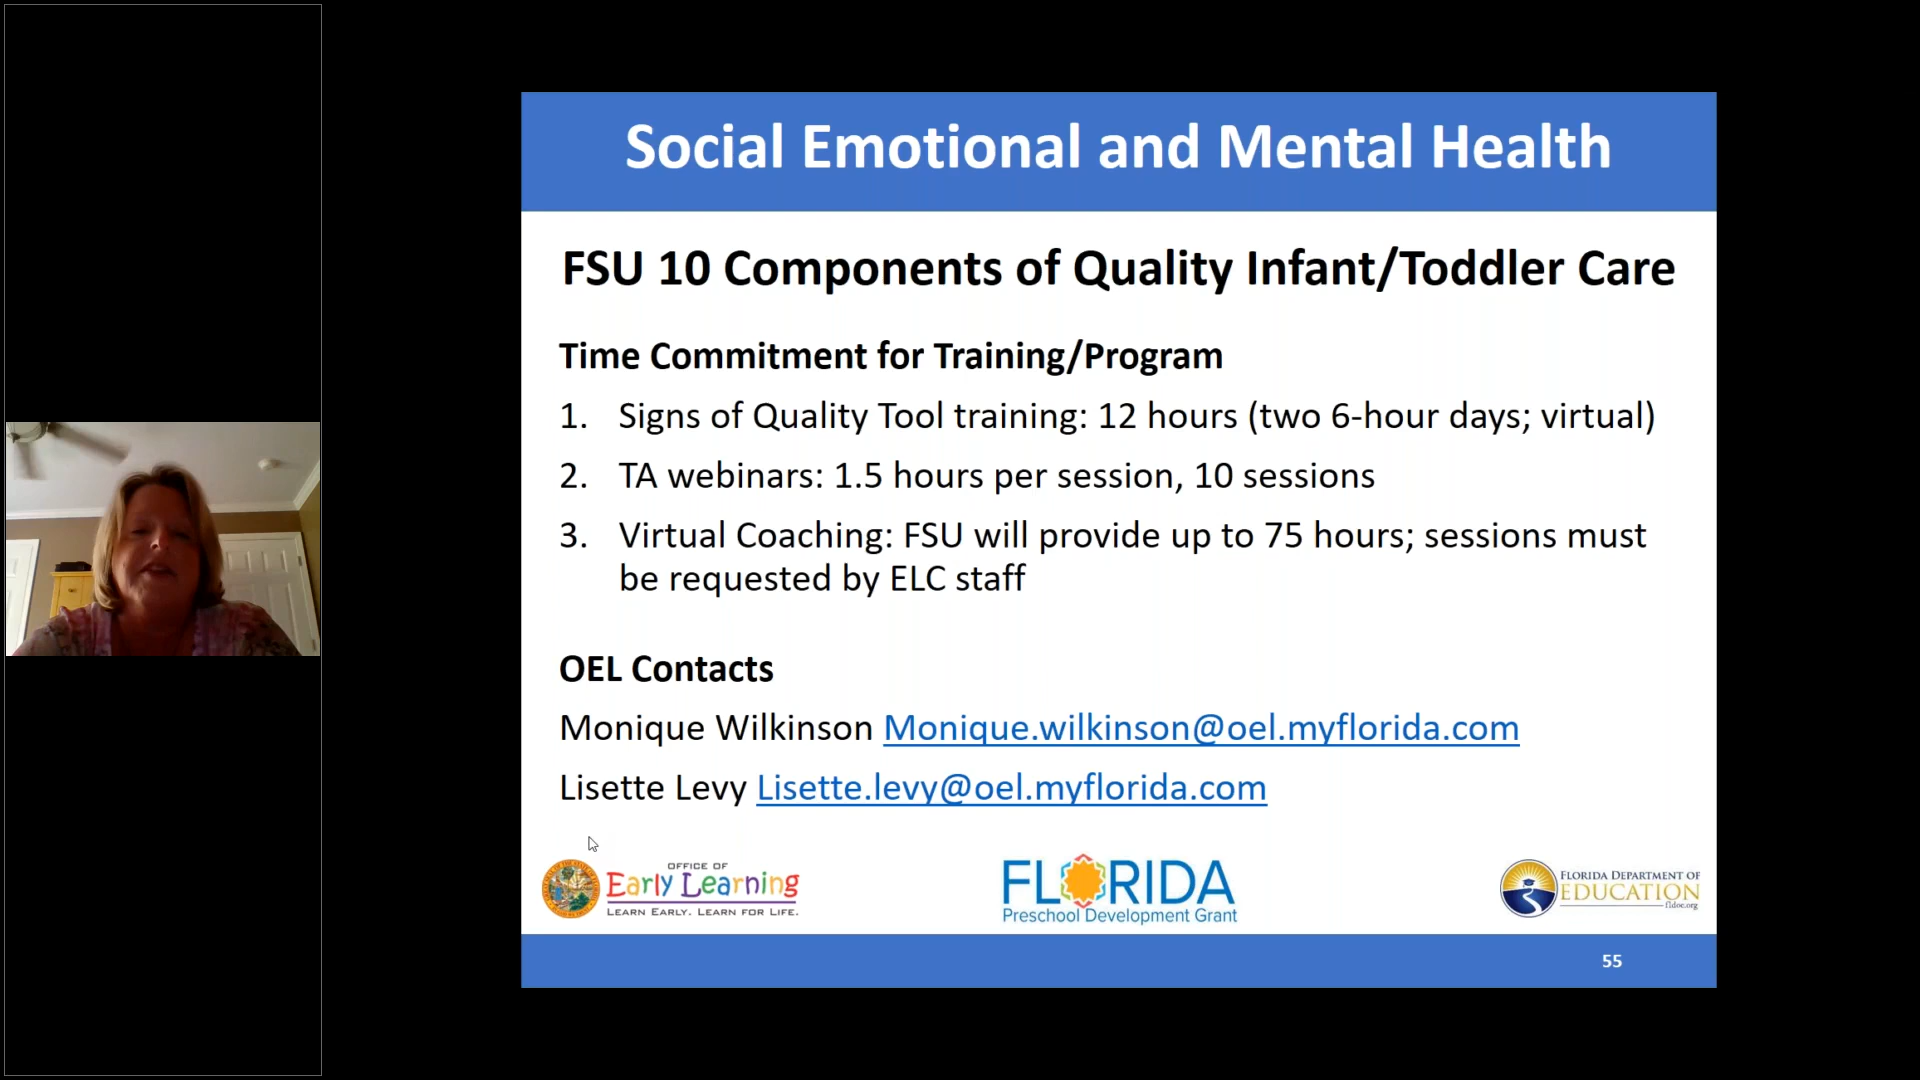 Social Emotional and Mental Health
FSU 10 Components of Quality Infant/Toddler Care
Time Commitment for Training/Program
1. Signs of Quality Tool training: 12 hours (two 6-hour days; virtual)
2. TA webinars: 1.5 hours per session, 10 sessions
3. Virtual Coaching: FSU will provide up to 75 hours; sessions must
be requested by ELC staff
OEL Contacts
Monique Wilkinson Monique.wilkinson@oel.myflorida.com
Lisette Levy Lisette.levy@oel.myflorida.com
OFFICE OF
Early Learning
LEARN EARLY. LEARN FOR LIFE.
FLORIDA
Preschool Development Grant
FLORIDA DEPARTMENT OF
EDUCATION
fldoe.org
55